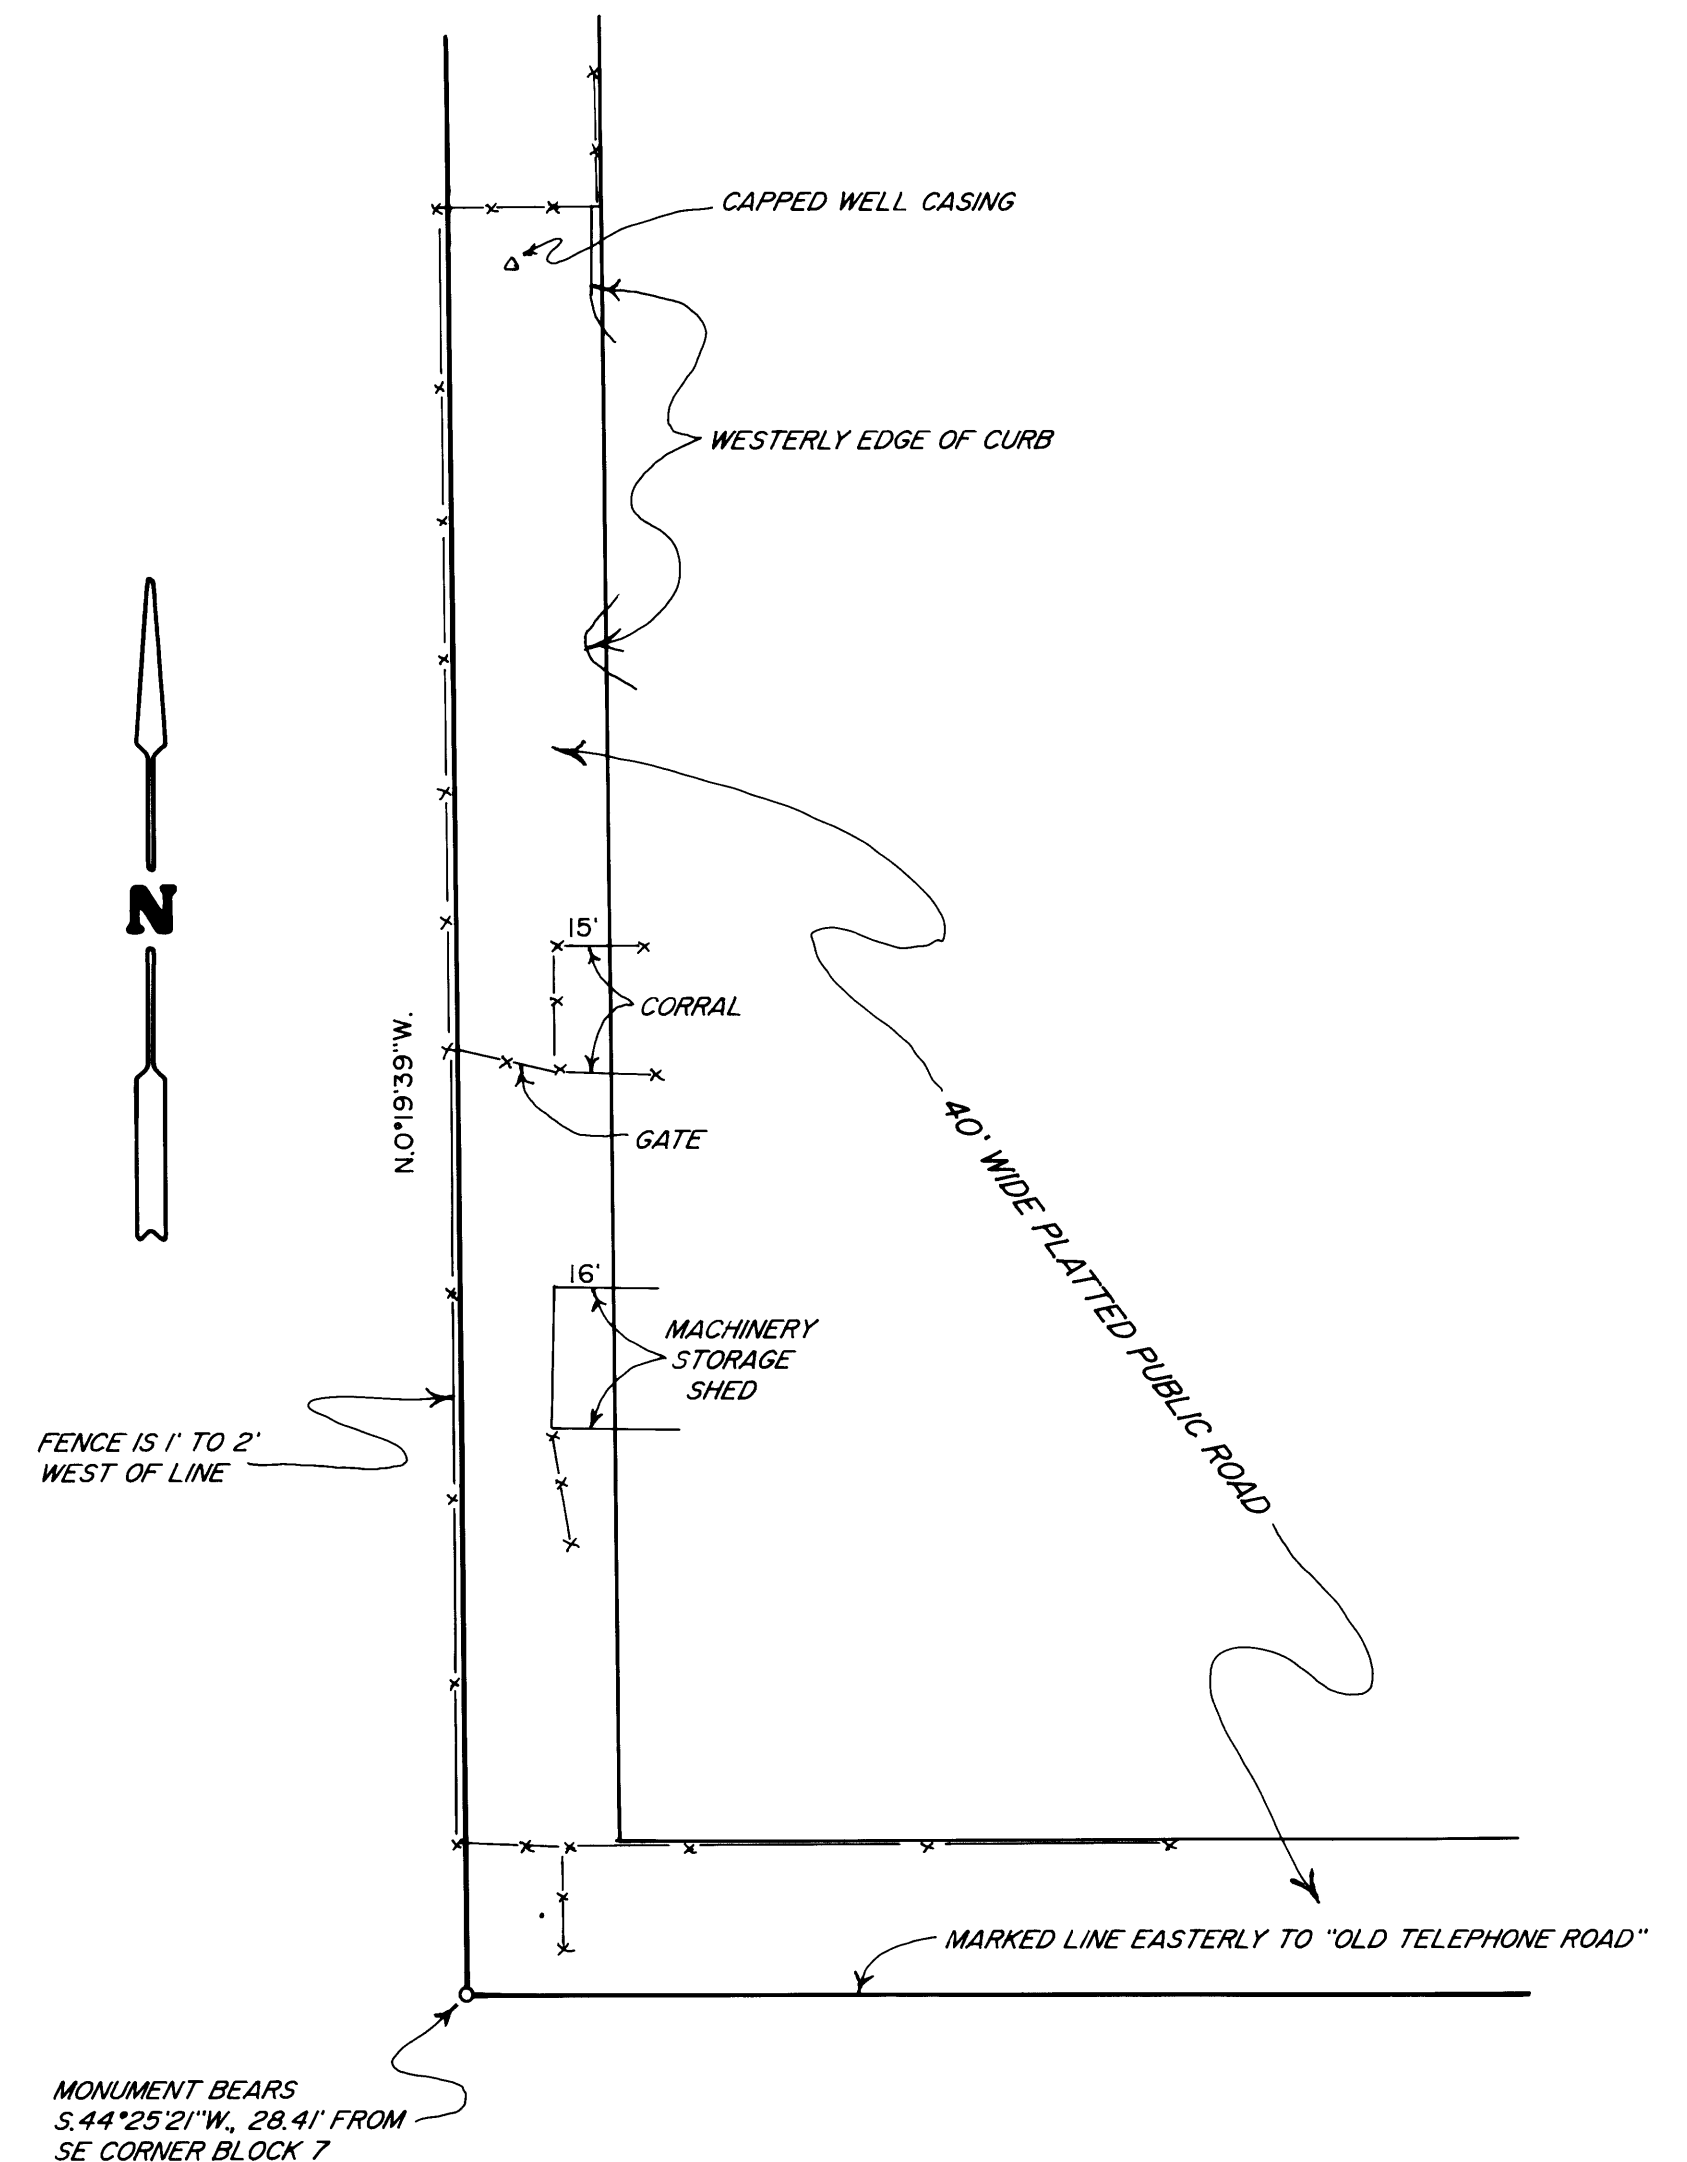 CAPPED WELL CASING
WESTERLY EDGE OF CURB
N
15'
CORRAL
N.0°19'39"W.
GATE
40' WIDE PLATTED PUBLIC ROAD
16'
MACHINERY
STORAGE
SHED
FENCE IS 1' TO 2'
WEST OF LINE
MARKED LINE EASTERLY TO "OLD TELEPHONE ROAD"
MONUMENT BEARS
S.44°25'21"W., 28.41' FROM
SE CORNER BLOCK 7